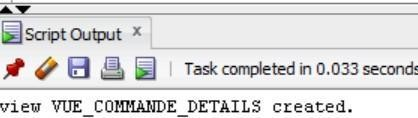 Script Output x
Task completed in 0.033 seconds
view VUE_COMMANDE_DETAILS created.